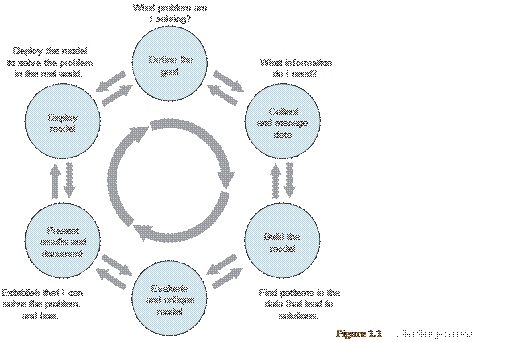 What problem are
I solving?
Define the
goal
Deploy the model
to solve the problem
in the real world.
What information
do I need?
Deploy
model
Collect
and manage
data
Present
results and
document
Build the
model
Evaluate
and critique
model
Establish that I can
solve the problem,
and how.
Find patterns in the
data that lead to
solutions.
Figure 1.1